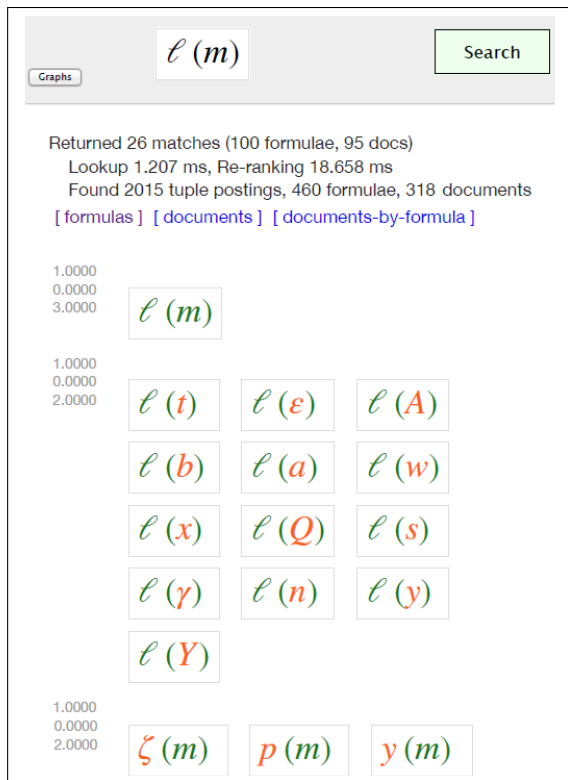 ℓ (m)
Search
Graphs
Returned 26 matches (100 formulae, 95 docs)
Lookup 1.207 ms, Re-ranking 18.658 ms
Found 2015 tuple postings, 460 formulae, 318 documents
[ formulas ] [ documents ] [ documents-by-formula ]
1.0000
0.0000
3.0000
ℓ (m)
1.0000
0.0000
2.0000
ℓ (t) ℓ (ε) ℓ (A)
ℓ (b) ℓ (a) ℓ (w)
ℓ (x) ℓ (Q) ℓ (s)
ℓ (γ) ℓ (n) ℓ (y)
ℓ (Y)
1.0000
0.0000
2.0000
ζ (m) p (m) y (m)